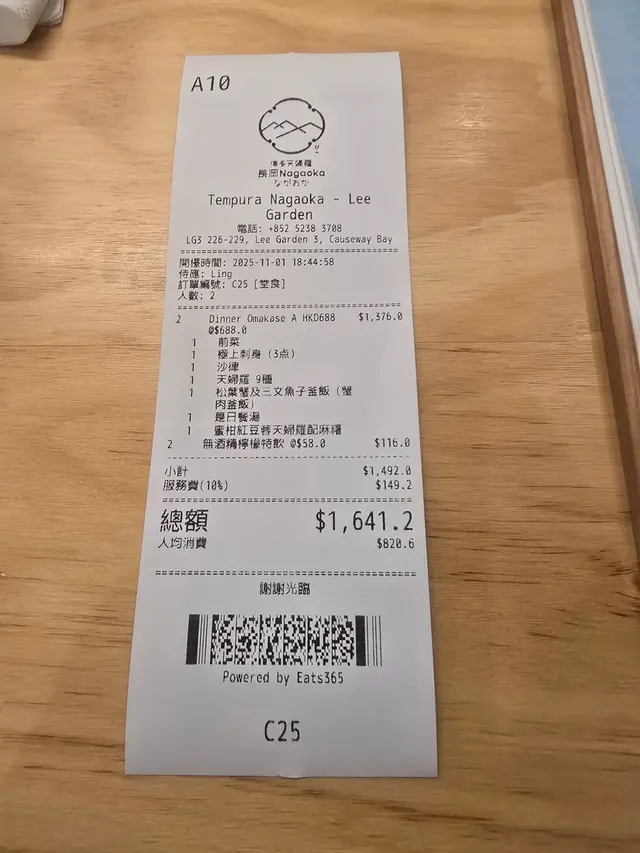 A10
博多天婦羅
長岡Nagaoka
ながおか
Tempura Nagaoka - Lee
Garden
電話: +852 5238 3708
LG3 226-229, Lee Garden 3, Causeway Bay
開檯時間: 2025-11-01 18:44:58
侍應: Ling
訂單編號: C25 [堂食]
人數: 2
2 Dinner Omakase A HKD688 $1,376.0
@$688.0
1 前菜
1 極上刺身 (3点)
1 沙律
1 天婦羅 9種
1 松葉蟹及三文魚子釜飯 (蟹
肉釜飯)
1 是日餐湯
1 蜜柑紅豆蓉天婦羅配麻糬
2 無酒精檸檬特飲 @$58.0 $116.0
小計 $1,492.0
服務費(10%) $149.2
總額 $1,641.2
人均消費 $820.6
謝謝光臨
Powered by Eats365
C25